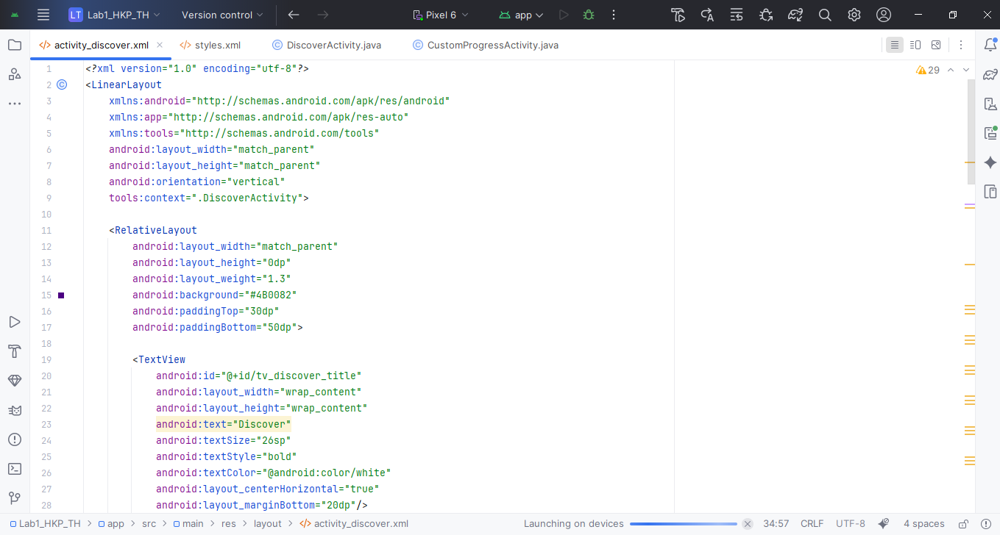 LT Lab1_HKP_TH Version control Pixel 6 app
activity_discover.xml styles.xml DiscoverActivity.java CustomProgressActivity.java
29
1 <?xml version="1.0" encoding="utf-8"?>
2 <LinearLayout
3 xmlns:android="http://schemas.android.com/apk/res/android"
4 xmlns:app="http://schemas.android.com/apk/res-auto"
5 xmlns:tools="http://schemas.android.com/tools"
6 android:layout_width="match_parent"
7 android:layout_height="match_parent"
8 android:orientation="vertical"
9 tools:context=".DiscoverActivity">
10
11 <RelativeLayout
12 android:layout_width="match_parent"
13 android:layout_height="0dp"
14 android:layout_weight="1.3"
15 android:background="#4B0082"
16 android:paddingTop="30dp"
17 android:paddingBottom="50dp">
18
19 <TextView
20 android:id="@+id/tv_discover_title"
21 android:layout_width="wrap_content"
22 android:layout_height="wrap_content"
23 android:text="Discover"
24 android:textSize="26sp"
25 android:textStyle="bold"
26 android:textColor="@android:color/white"
27 android:layout_centerHorizontal="true"
28 android:layout_marginBottom="20dp"/>
Lab1_HKP_TH > app > src > main > res > layout > activity_discover.xml Launching on devices 34:57 CRLF UTF-8 4 spaces